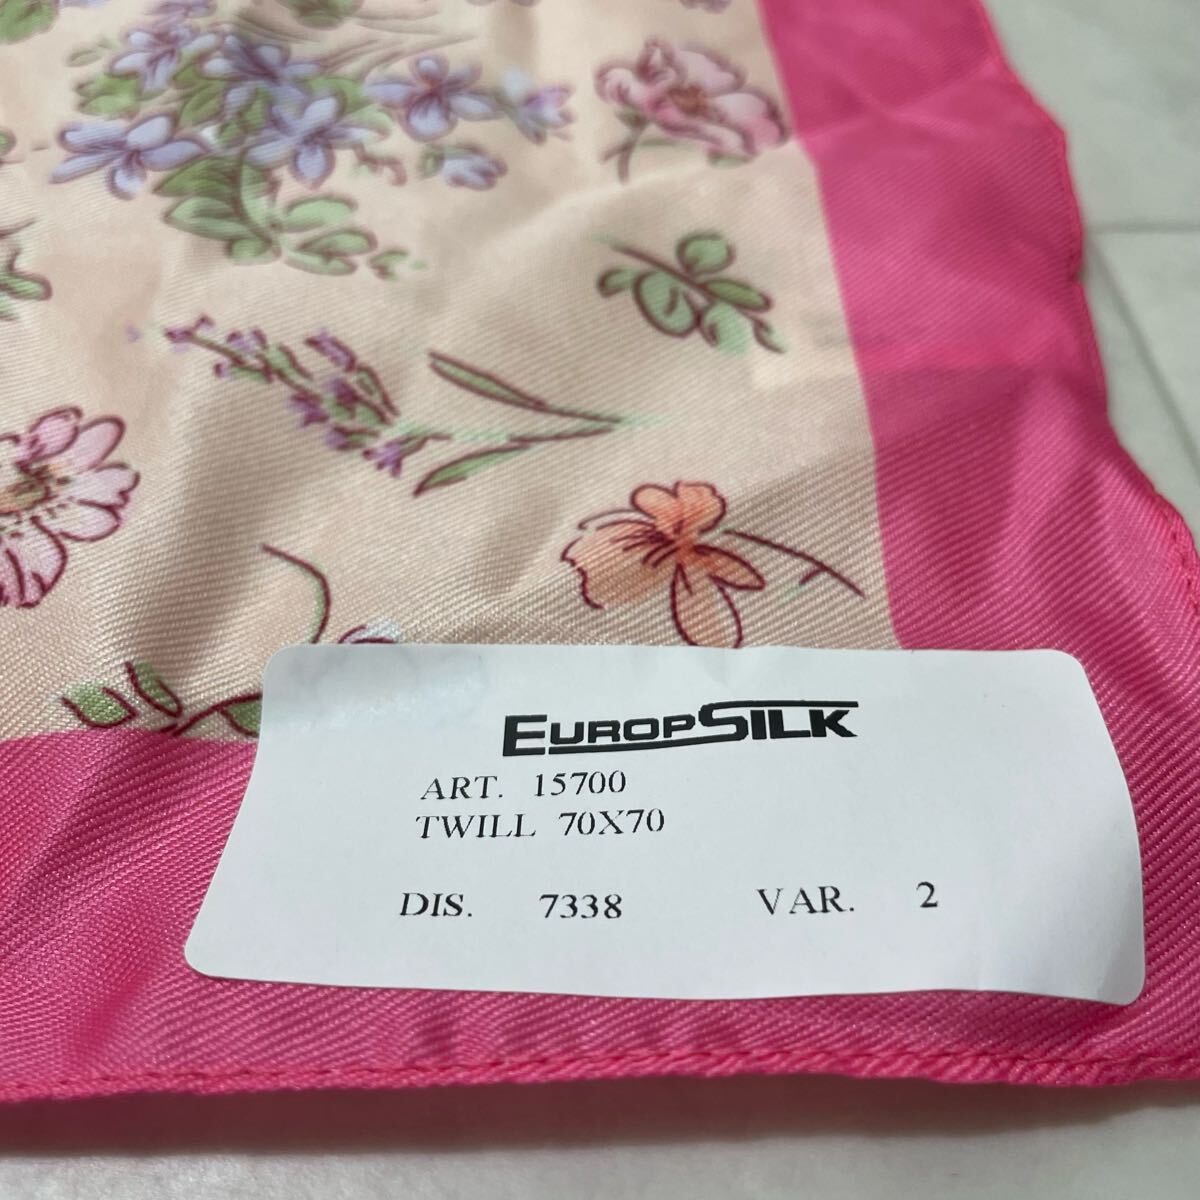 EUROPSILK
ART. 15700
TWILL 70X70
DIS. 7338 VAR. 2